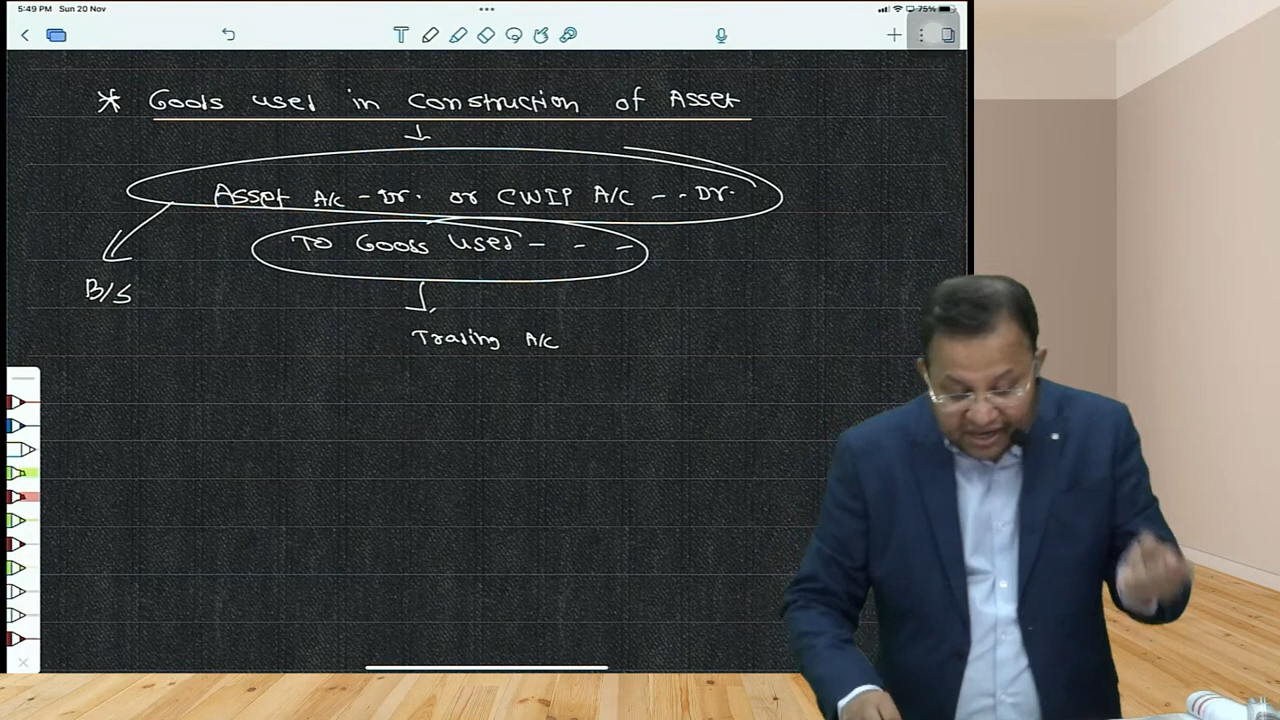 5:49 PM Sun 20 Nov
75%
* Goods used in Construction of Asset
Asset A/c - Dr. or CWIP A/c - - Dr.
To Goods used - - -
B/S
Trading A/c